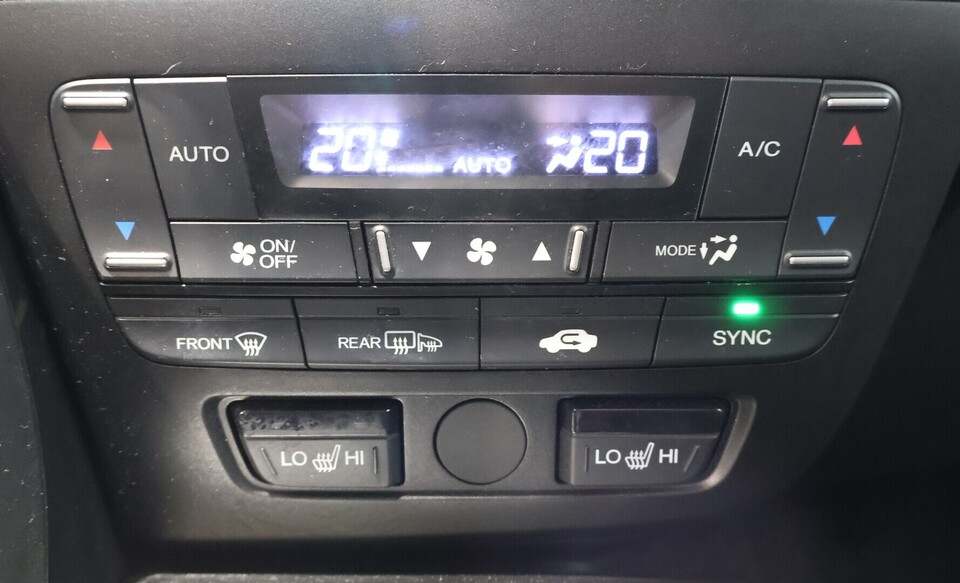 AUTO
20
AUTO
20
A/C
ON/
OFF
MODE
FRONT
REAR
SYNC
LO HI
LO HI